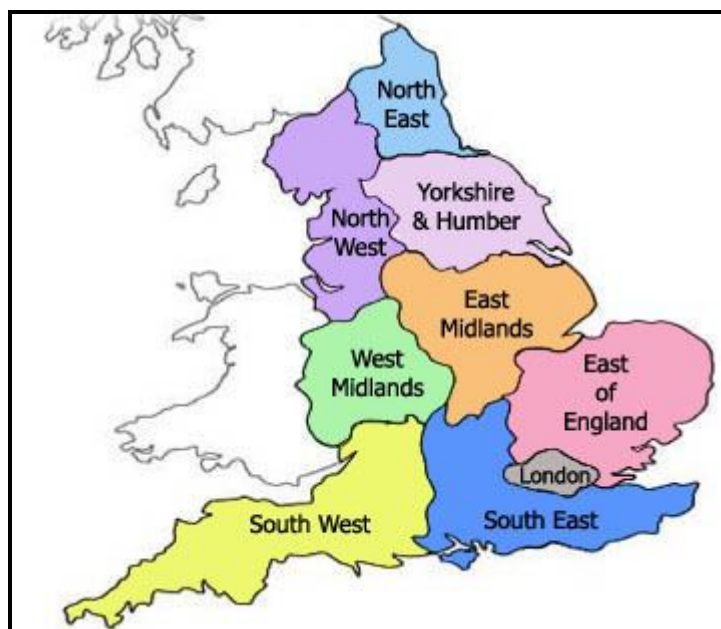 North
East
Yorkshire
& Humber
North
West
East
Midlands
West
Midlands
East
of
England
London
South West
South East